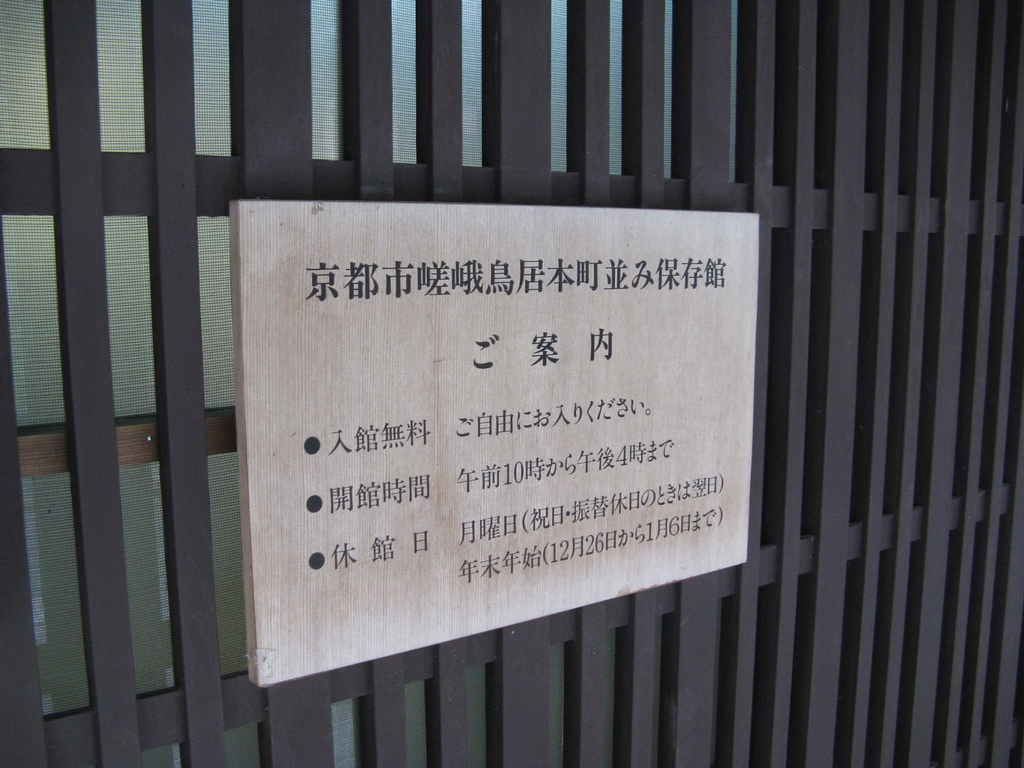 京都市嵯峨鳥居本町並み保存館
ご案内
●入館無料 ご自由にお入りください。
●開館時間 午前10時から午後4時まで
●休館日 月曜日(祝日・振替休日のときは翌日)
年末年始(12月26日から1月6日まで)